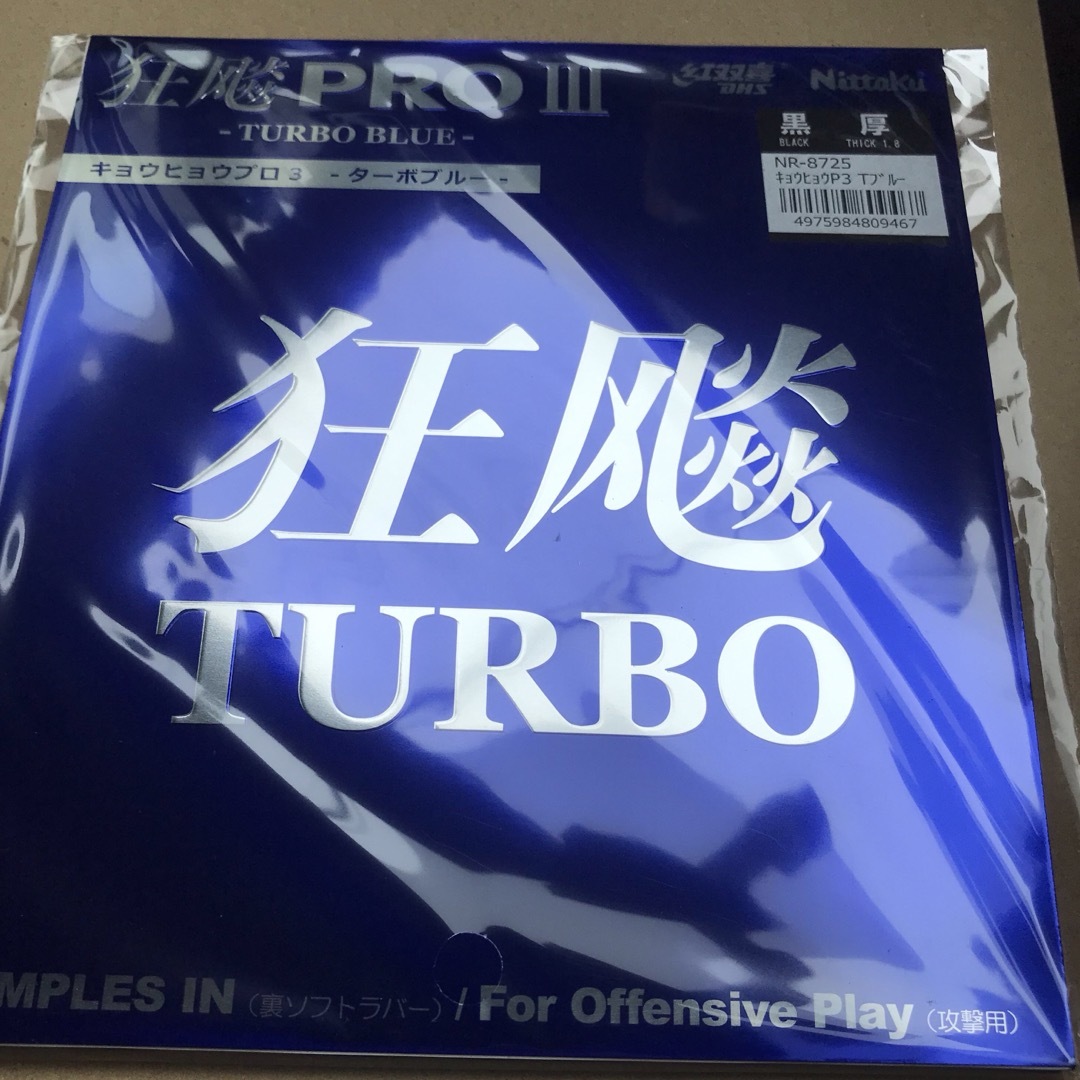 狂飈 PRO III
紅双喜 DHS Nittaku
- TURBO BLUE -
キョウヒョウプロ 3 - ターボブルー -
黒 厚
BLACK THICK 1.8
NR-8725
ｷｮｳﾋｮｳP3 Tﾌﾞﾙｰ
4975984809467
狂飈
TURBO
MPLES IN (裏ソフトラバー) / For Offensive Play (攻撃用)